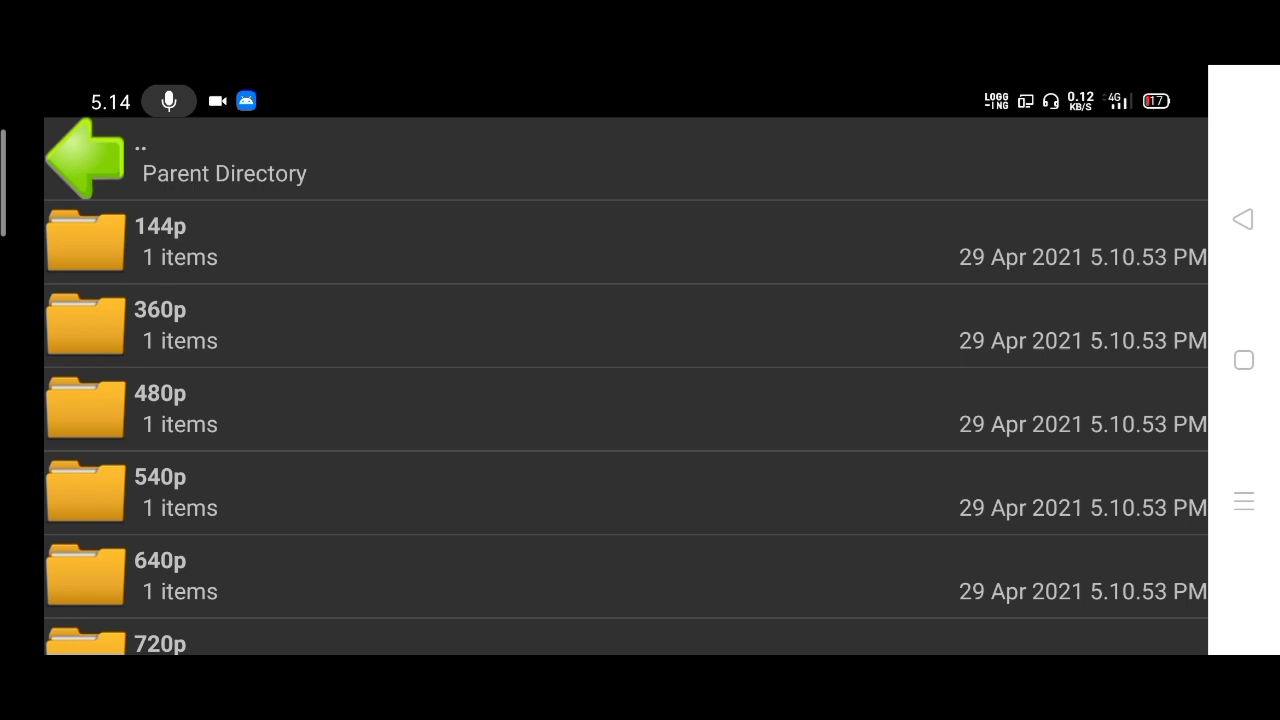 5.14
LOGG
-ING
0.12
KB/S
4G
17
..
Parent Directory
144p
1 items
29 Apr 2021 5.10.53 PM
360p
1 items
29 Apr 2021 5.10.53 PM
480p
1 items
29 Apr 2021 5.10.53 PM
540p
1 items
29 Apr 2021 5.10.53 PM
640p
1 items
29 Apr 2021 5.10.53 PM
720p